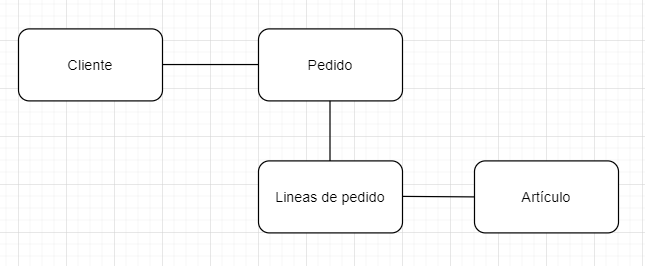 Cliente
Pedido
Lineas de pedido
Artículo